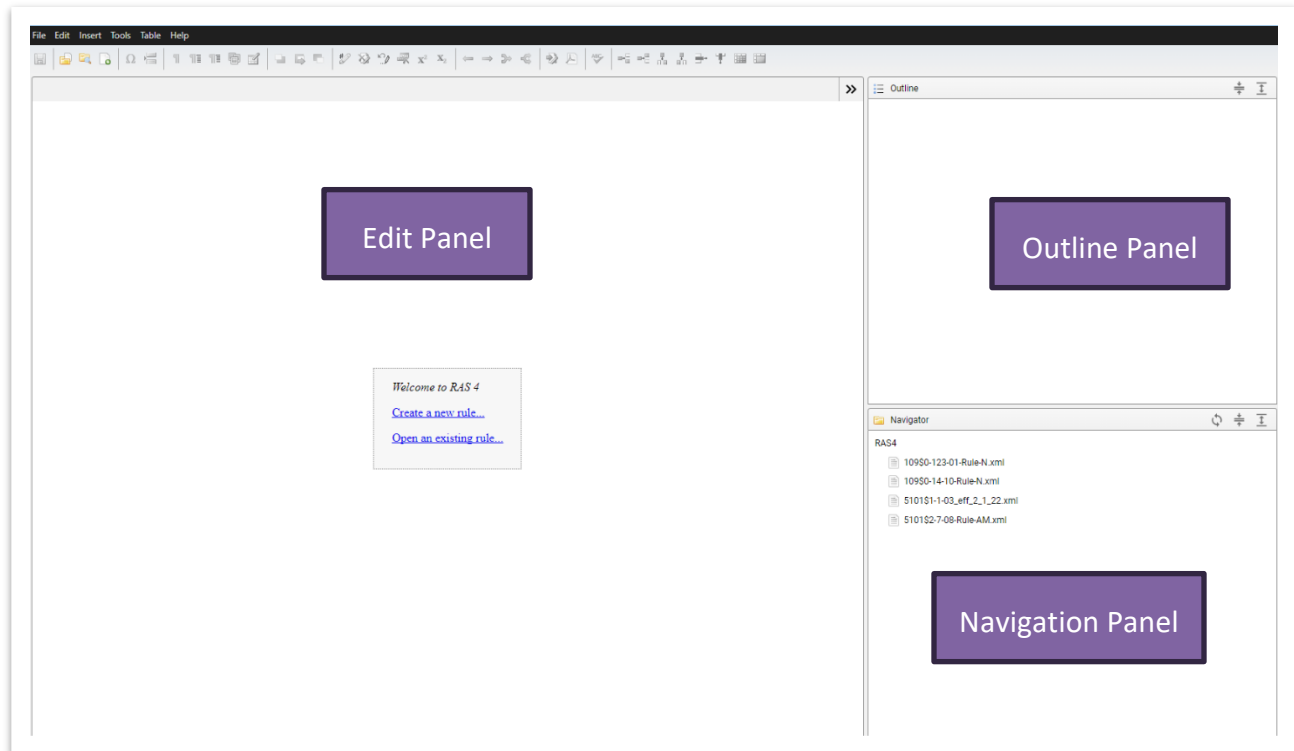 File Edit Insert Tools Table Help
Outline
Edit Panel
Outline Panel
Welcome to RAS 4
Create a new rule...
Open an existing rule...
Navigator
RAS4
109$0-123-01-Rule-N.xml
109$0-14-10-Rule-N.xml
5101$1-1-03_eff_2_1_22.xml
5101$2-7-08-Rule-AM.xml
Navigation Panel